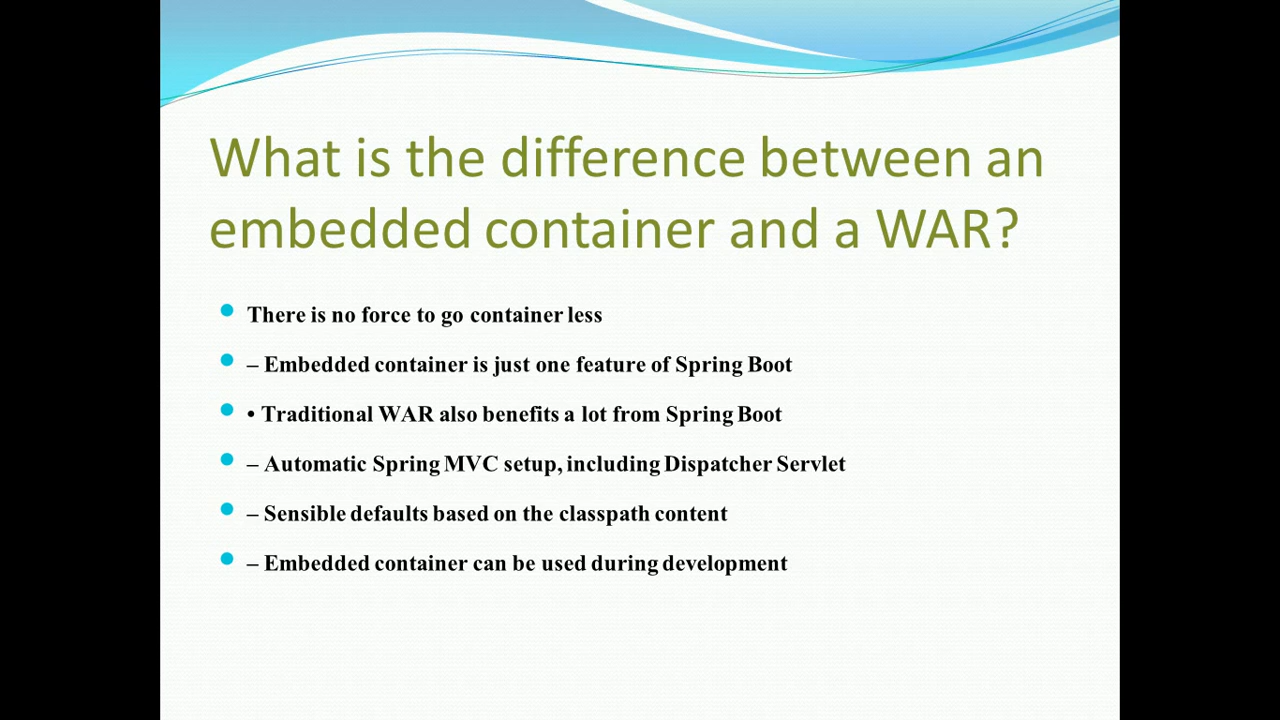 What is the difference between an
embedded container and a WAR?
There is no force to go container less
– Embedded container is just one feature of Spring Boot
• Traditional WAR also benefits a lot from Spring Boot
– Automatic Spring MVC setup, including Dispatcher Servlet
– Sensible defaults based on the classpath content
– Embedded container can be used during development